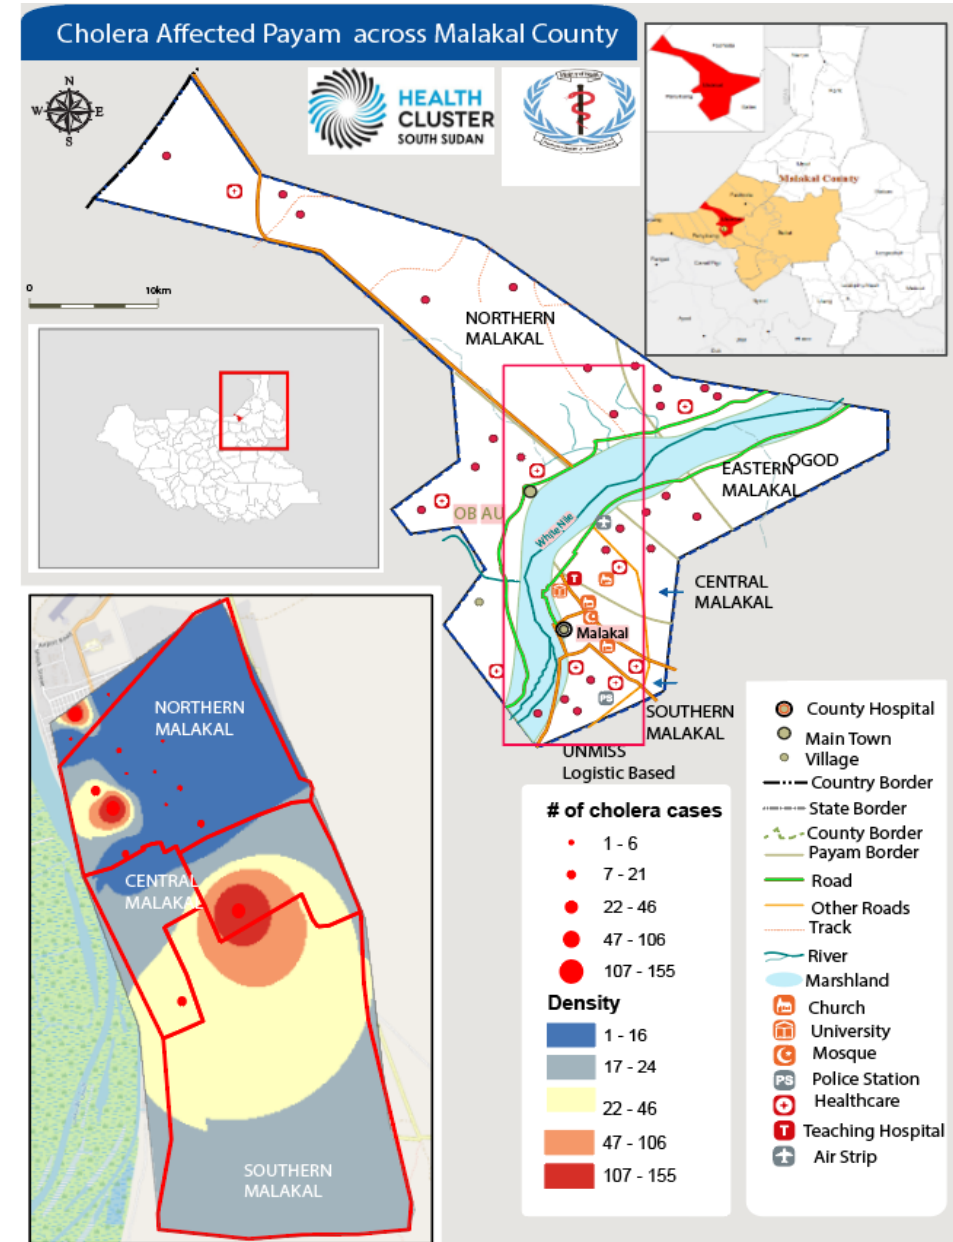 Cholera Affected Payam across Malakal County
N
W
E
S
HEALTH
CLUSTER
SOUTH SUDAN
Malakal County
0
10km
NORTHERN
MALAKAL
OGOD
EASTERN
MALAKAL
OB AU
White Nile
CENTRAL
MALAKAL
T
Malakal
PS
SOUTHERN
MALAKAL
UNMISS
Logistic Based
NORTHERN
MALAKAL
CENTRAL
MALAKAL
SOUTHERN
MALAKAL
# of cholera cases
1 - 6
7 - 21
22 - 46
47 - 106
107 - 155
Density
1 - 16
17 - 24
22 - 46
47 - 106
107 - 155
County Hospital
Main Town
Village
Country Border
State Border
County Border
Payam Border
Road
Other Roads
Track
River
Marshland
Church
University
Mosque
PS Police Station
Healthcare
T Teaching Hospital
Air Strip